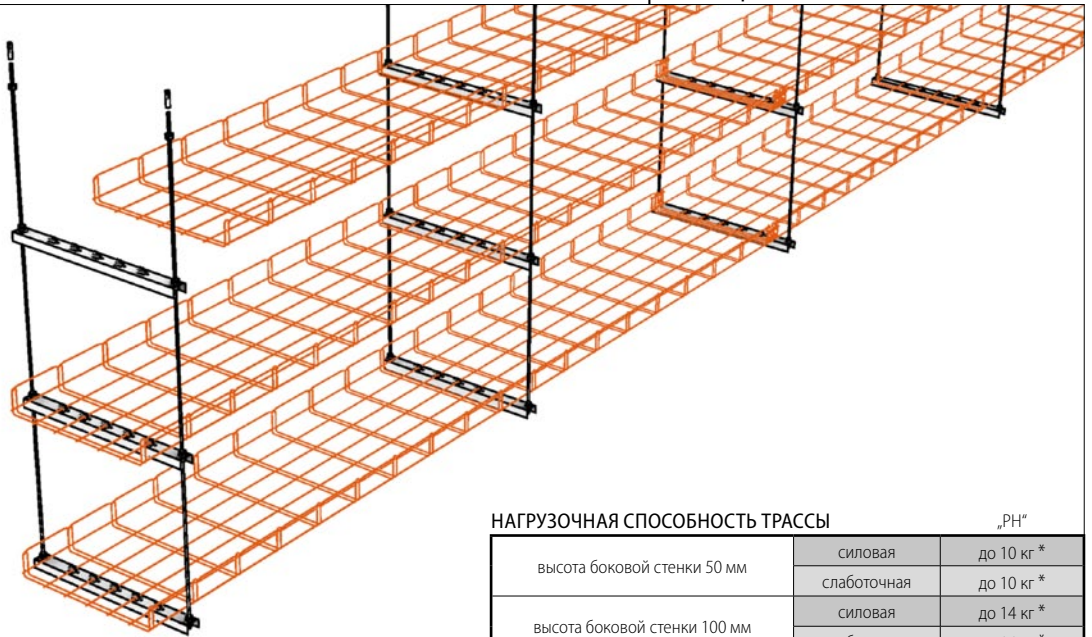 НАГРУЗОЧНАЯ СПОСОБНОСТЬ ТРАССЫ „РН“
высота боковой стенки 50 мм силовая до 10 кг *
слаботочная до 10 кг *
высота боковой стенки 100 мм силовая до 14 кг *